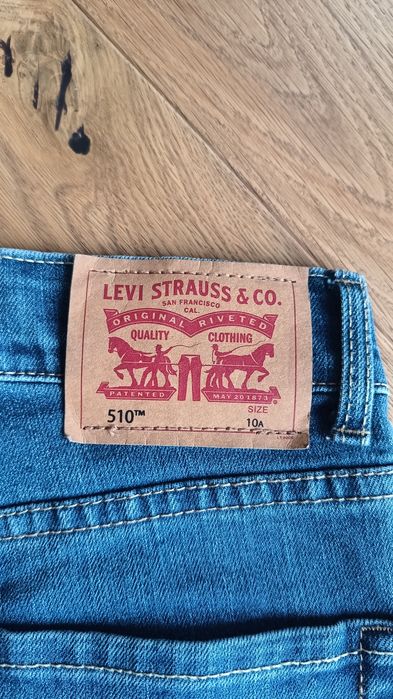 LEVI STRAUSS & CO.
SAN FRANCISCO
CAL.
ORIGINAL RIVETED
QUALITY CLOTHING
PATENTED MAY 20 1873
510™ SIZE
10A